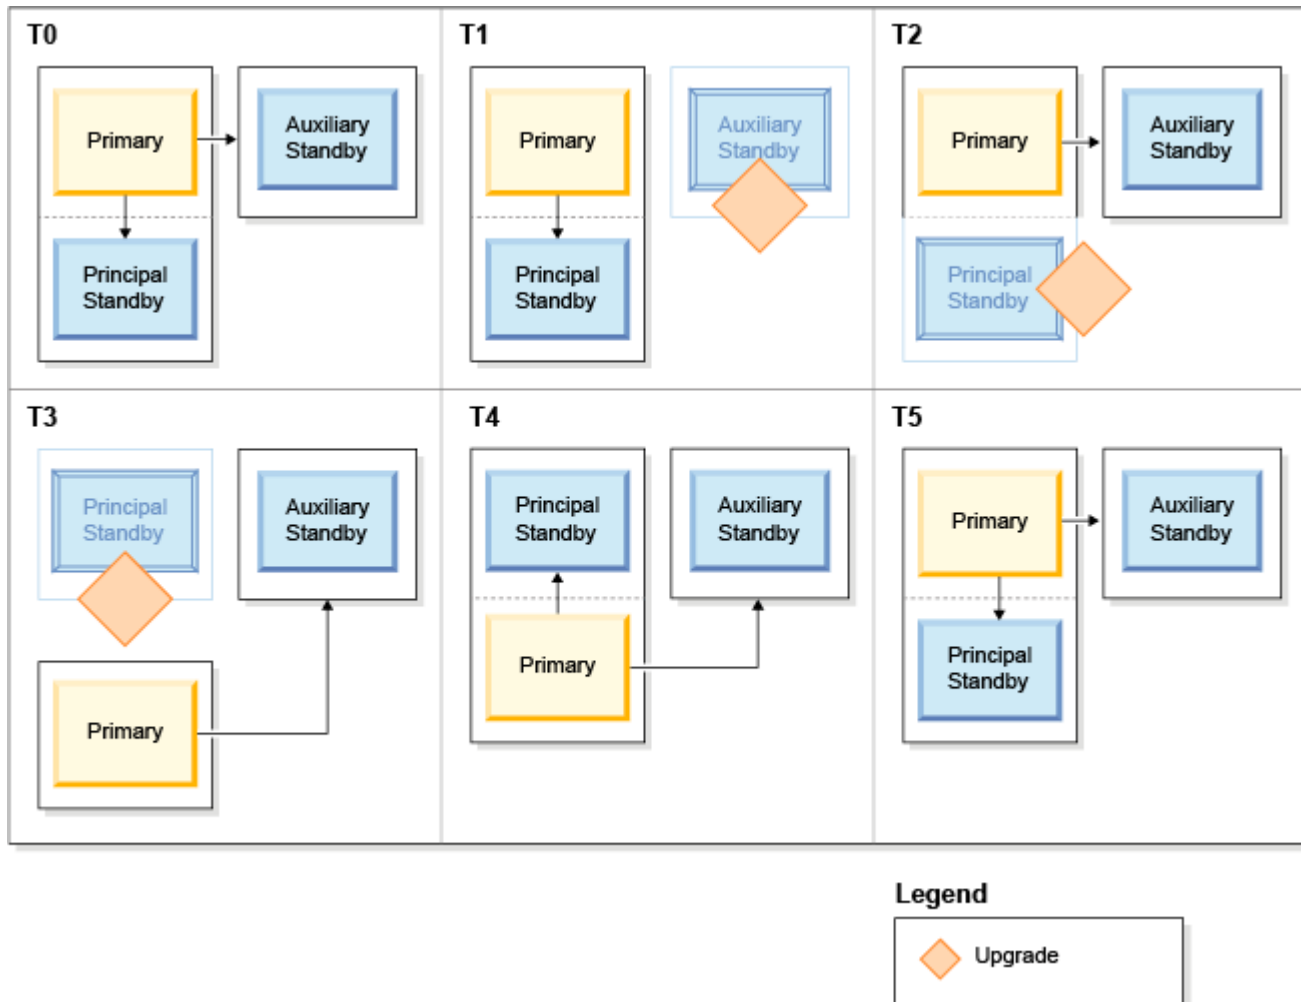 T0
Primary
Auxiliary
Standby
Principal
Standby
T1
Primary
Auxiliary
Standby
Principal
Standby
T2
Primary
Auxiliary
Standby
Principal
Standby
T3
Principal
Standby
Auxiliary
Standby
Primary
T4
Principal
Standby
Auxiliary
Standby
Primary
T5
Primary
Auxiliary
Standby
Principal
Standby
Legend
Upgrade